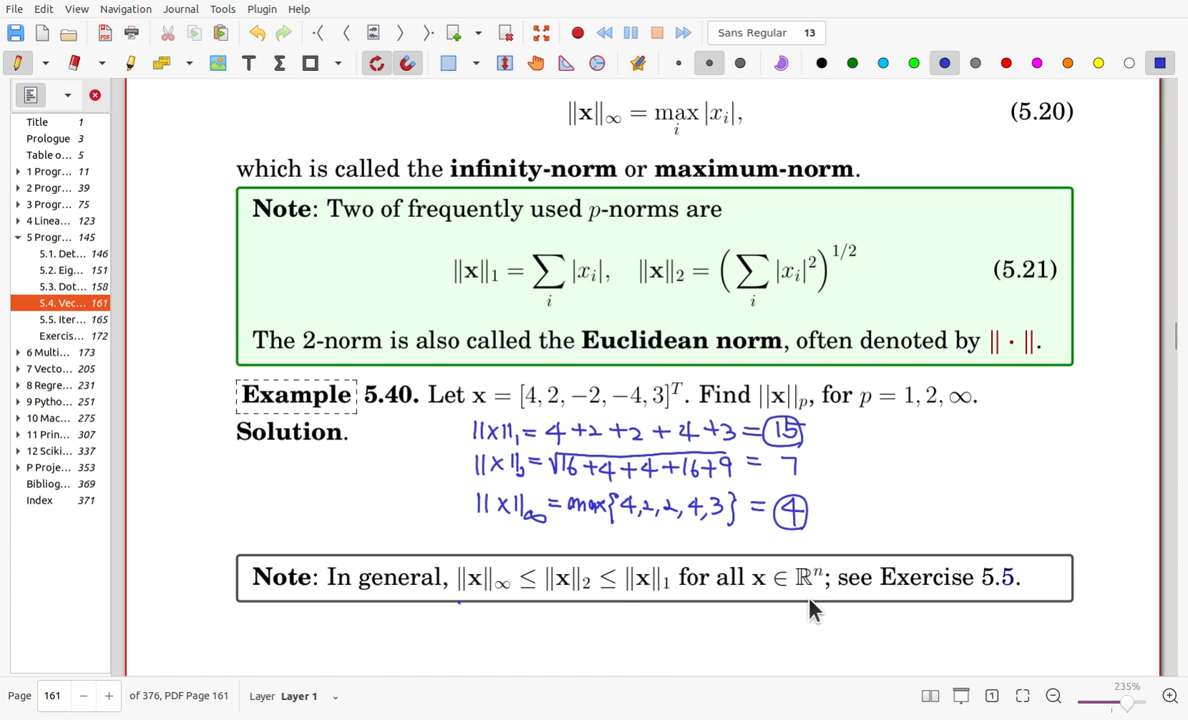 File Edit View Navigation Journal Tools Plugin Help
Sans Regular 13
Title 1
Prologue 3
Table o... 5
1 Progr... 11
2 Progr... 39
3 Progr... 75
4 Linea... 123
5 Progr... 145
5.1. Det... 146
5.2. Eig... 151
5.3. Dot... 158
5.4. Vec... 161
5.5. Iter... 165
Exercis... 172
6 Multi... 173
7 Vecto... 205
8 Regre... 231
9 Pytho... 251
10 Mac... 275
11 Prin... 307
12 Sciki... 337
P Proje... 353
Bibliog... 369
Index 371
‖x‖∞ = max_i |x_i|, (5.20)
which is called the infinity-norm or maximum-norm.
Note: Two of frequently used p-norms are
‖x‖₁ = ∑_i |x_i|, ‖x‖₂ = (∑_i |x_i|²)^{1/2} (5.21)
The 2-norm is also called the Euclidean norm, often denoted by ‖ · ‖.
Example 5.40. Let x = [4, 2, −2, −4, 3]ᵀ. Find ||x||_p, for p = 1, 2, ∞.
Solution. ||x||₁ = 4 + 2 + 2 + 4 + 3 = 15
||x||₂ = √(16 + 4 + 4 + 16 + 9) = 7
||x||∞ = max{4, 2, 2, 4, 3} = 4
Note: In general, ‖x‖∞ ≤ ‖x‖₂ ≤ ‖x‖₁ for all x ∈ ℝⁿ; see Exercise 5.5.
Page 161 − + of 376, PDF Page 161 Layer Layer 1 235%